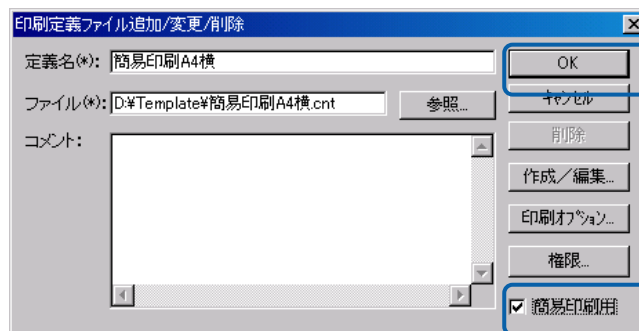 印刷定義ファイル追加/変更/削除
定義名(*): 簡易印刷A4横
OK
ファイル(*): D:¥Template¥簡易印刷A4横.cnt 参照...
キャンセル
コメント:
削除
作成／編集...
印刷オプション...
権限...
簡易印刷用